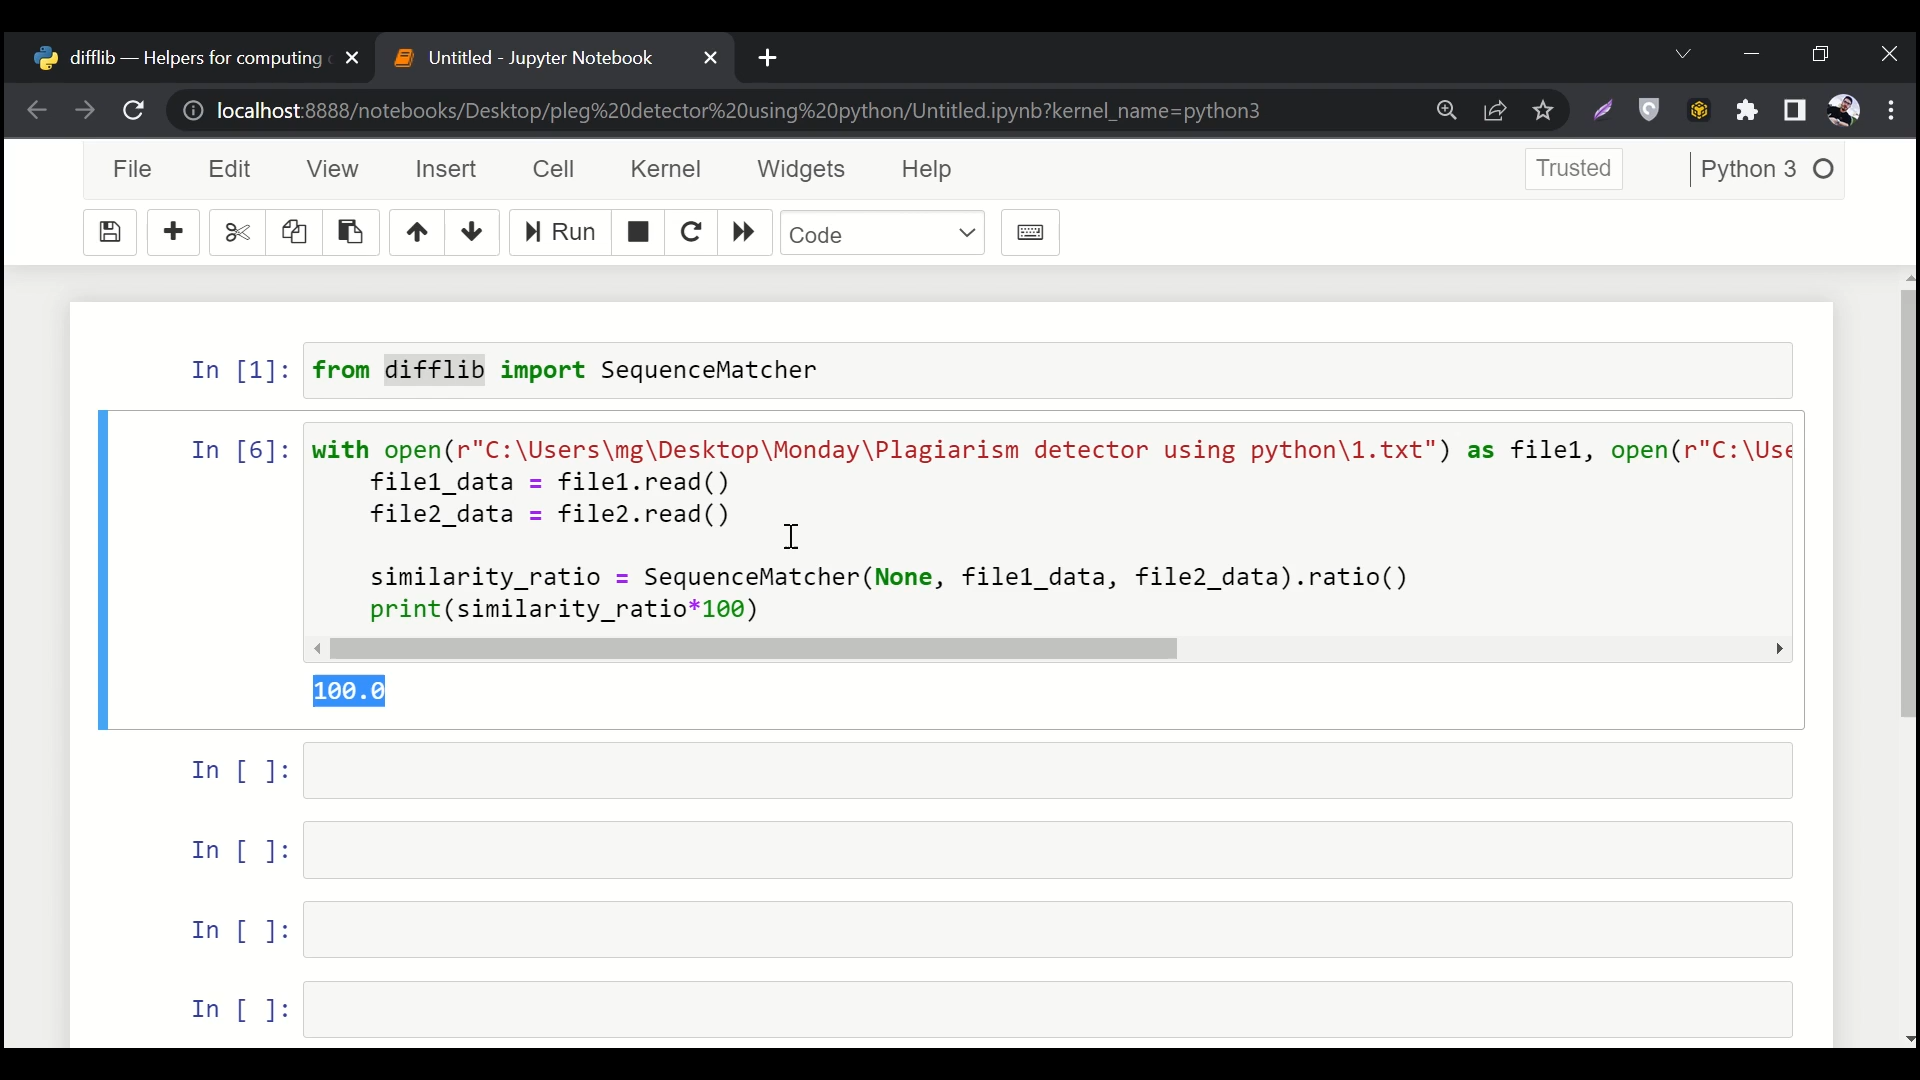 difflib — Helpers for computing
Untitled - Jupyter Notebook
localhost:8888/notebooks/Desktop/pleg%20detector%20using%20python/Untitled.ipynb?kernel_name=python3
File Edit View Insert Cell Kernel Widgets Help Trusted Python 3
Run Code
In [1]: from difflib import SequenceMatcher
In [6]: with open(r"C:\Users\mg\Desktop\Monday\Plagiarism detector using python\1.txt") as file1, open(r"C:\Use
file1_data = file1.read()
file2_data = file2.read()
similarity_ratio = SequenceMatcher(None, file1_data, file2_data).ratio()
print(similarity_ratio*100)
100.0
In [ ]:
In [ ]:
In [ ]:
In [ ]: